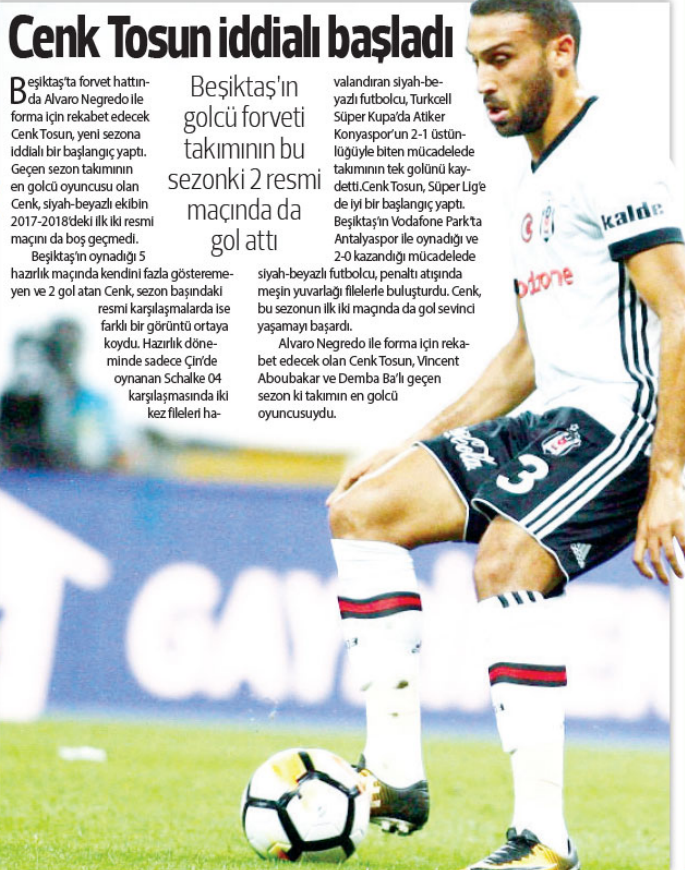 Cenk Tosun iddialı başladı
Beşiktaş'ta forvet hattın-
da Alvaro Negredo ile
forma için rekabet edecek
Cenk Tosun, yeni sezona
iddialı bir başlangıç yaptı.
Geçen sezon takımının
en golcü oyuncusu olan
Cenk, siyah-beyazlı ekibin
2017-2018'deki ilk iki resmi
maçını da boş geçmedi.
Beşiktaş'ın oynadığı 5
hazırlık maçında kendini fazla göstereme-
yen ve 2 gol atan Cenk, sezon başındaki
resmi karşılaşmalarda ise
farklı bir görüntü ortaya
koydu. Hazırlık döne-
minde sadece Çin'de
oynanan Schalke 04
karşılaşmasında iki
kez fileleri ha-
Beşiktaş'ın
golcü forveti
takımının bu
sezonki 2 resmi
maçında da
gol attı
valandıran siyah-be-
yazlı futbolcu, Turkcell
Süper Kupa'da Atiker
Konyaspor'un 2-1 üstün-
lüğüyle biten mücadelede
takımının tek golünü kay-
detti.Cenk Tosun, Süper Lig'e
de iyi bir başlangıç yaptı.
Beşiktaş'ın Vodafone Park'ta
Antalyaspor ile oynadığı ve
2-0 kazandığı mücadelede
siyah-beyazlı futbolcu, penaltı atışında
meşin yuvarlağı filelerle buluşturdu. Cenk,
bu sezonun ilk iki maçında da gol sevinci
yaşamayı başardı.
Alvaro Negredo ile forma için reka-
bet edecek olan Cenk Tosun, Vincent
Aboubakar ve Demba Ba'lı geçen
sezon ki takımın en golcü
oyuncusuydu.
kalde
odafone
Coca-Cola
3
adidas